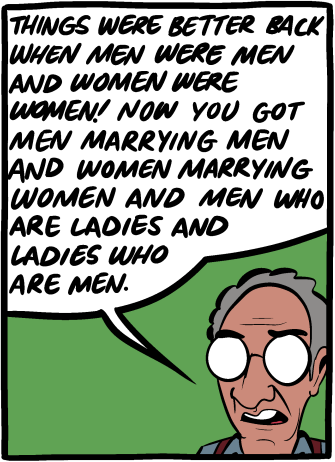 THINGS WERE BETTER BACK
WHEN MEN WERE MEN
AND WOMEN WERE
WOMEN! NOW YOU GOT
MEN MARRYING MEN
AND WOMEN MARRYING
WOMEN AND MEN WHO
ARE LADIES AND
LADIES WHO
ARE MEN.